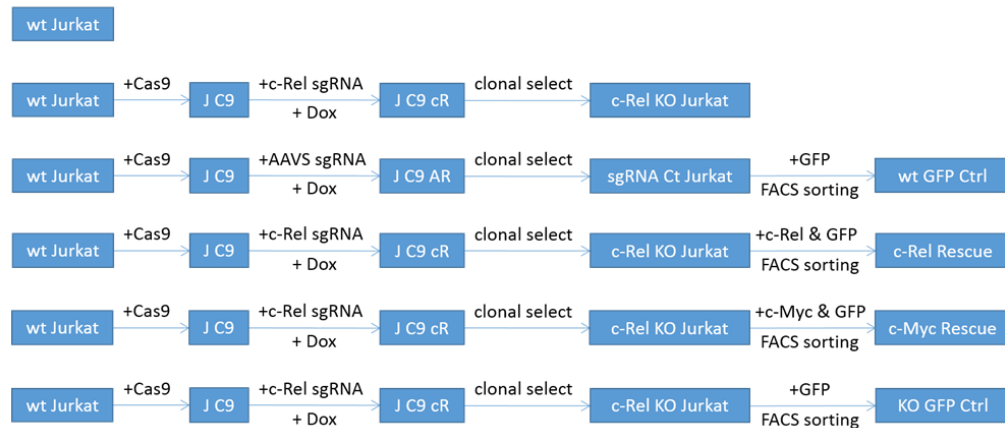 wt Jurkat
+Cas9 +c-Rel sgRNA clonal select
wt Jurkat J C9 J C9 cR c-Rel KO Jurkat
+ Dox
+Cas9 +AAVS sgRNA clonal select +GFP
wt Jurkat J C9 J C9 AR sgRNA Ct Jurkat wt GFP Ctrl
+ Dox FACS sorting
+Cas9 +c-Rel sgRNA clonal select +c-Rel & GFP
wt Jurkat J C9 J C9 cR c-Rel KO Jurkat c-Rel Rescue
+ Dox FACS sorting
+Cas9 +c-Rel sgRNA clonal select +c-Myc & GFP
wt Jurkat J C9 J C9 cR c-Rel KO Jurkat c-Myc Rescue
+ Dox FACS sorting
+Cas9 +c-Rel sgRNA clonal select +GFP
wt Jurkat J C9 J C9 cR c-Rel KO Jurkat KO GFP Ctrl
+ Dox FACS sorting